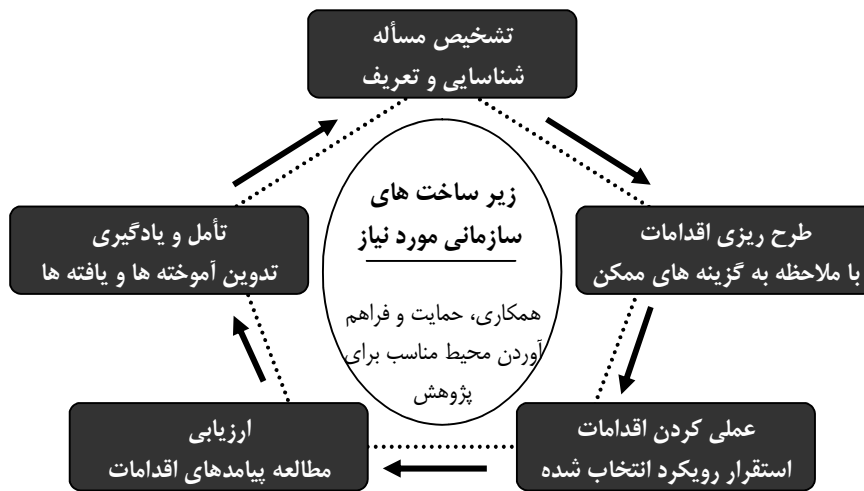 تشخیص مسأله
شناسایی و تعریف
طرح ریزی اقدامات
با ملاحظه به گزینه های ممکن
عملی کردن اقدامات
استقرار رویکرد انتخاب شده
ارزیابی
مطالعه پیامدهای اقدامات
تأمل و یادگیری
تدوین آموخته ها و یافته ها
زیر ساخت های
سازمانی مورد نیاز
همکاری، حمایت و فراهم
آوردن محیط مناسب برای
پژوهش